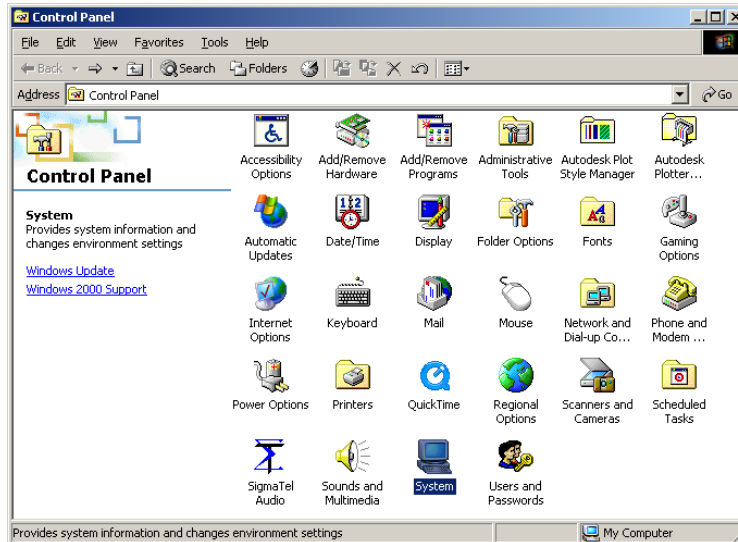 Control Panel
File Edit View Favorites Tools Help
Back Search Folders
Address Control Panel Go
Control Panel
System
Provides system information and
changes environment settings
Windows Update
Windows 2000 Support
Accessibility
Options
Add/Remove
Hardware
Add/Remove
Programs
Administrative
Tools
Autodesk Plot
Style Manager
Autodesk
Plotter...
Automatic
Updates
Date/Time
Display
Folder Options
Fonts
Gaming
Options
Internet
Options
Keyboard
Mail
Mouse
Network and
Dial-up Co...
Phone and
Modem ...
Power Options
Printers
QuickTime
Regional
Options
Scanners and
Cameras
Scheduled
Tasks
SigmaTel
Audio
Sounds and
Multimedia
System
Users and
Passwords
Provides system information and changes environment settings
My Computer